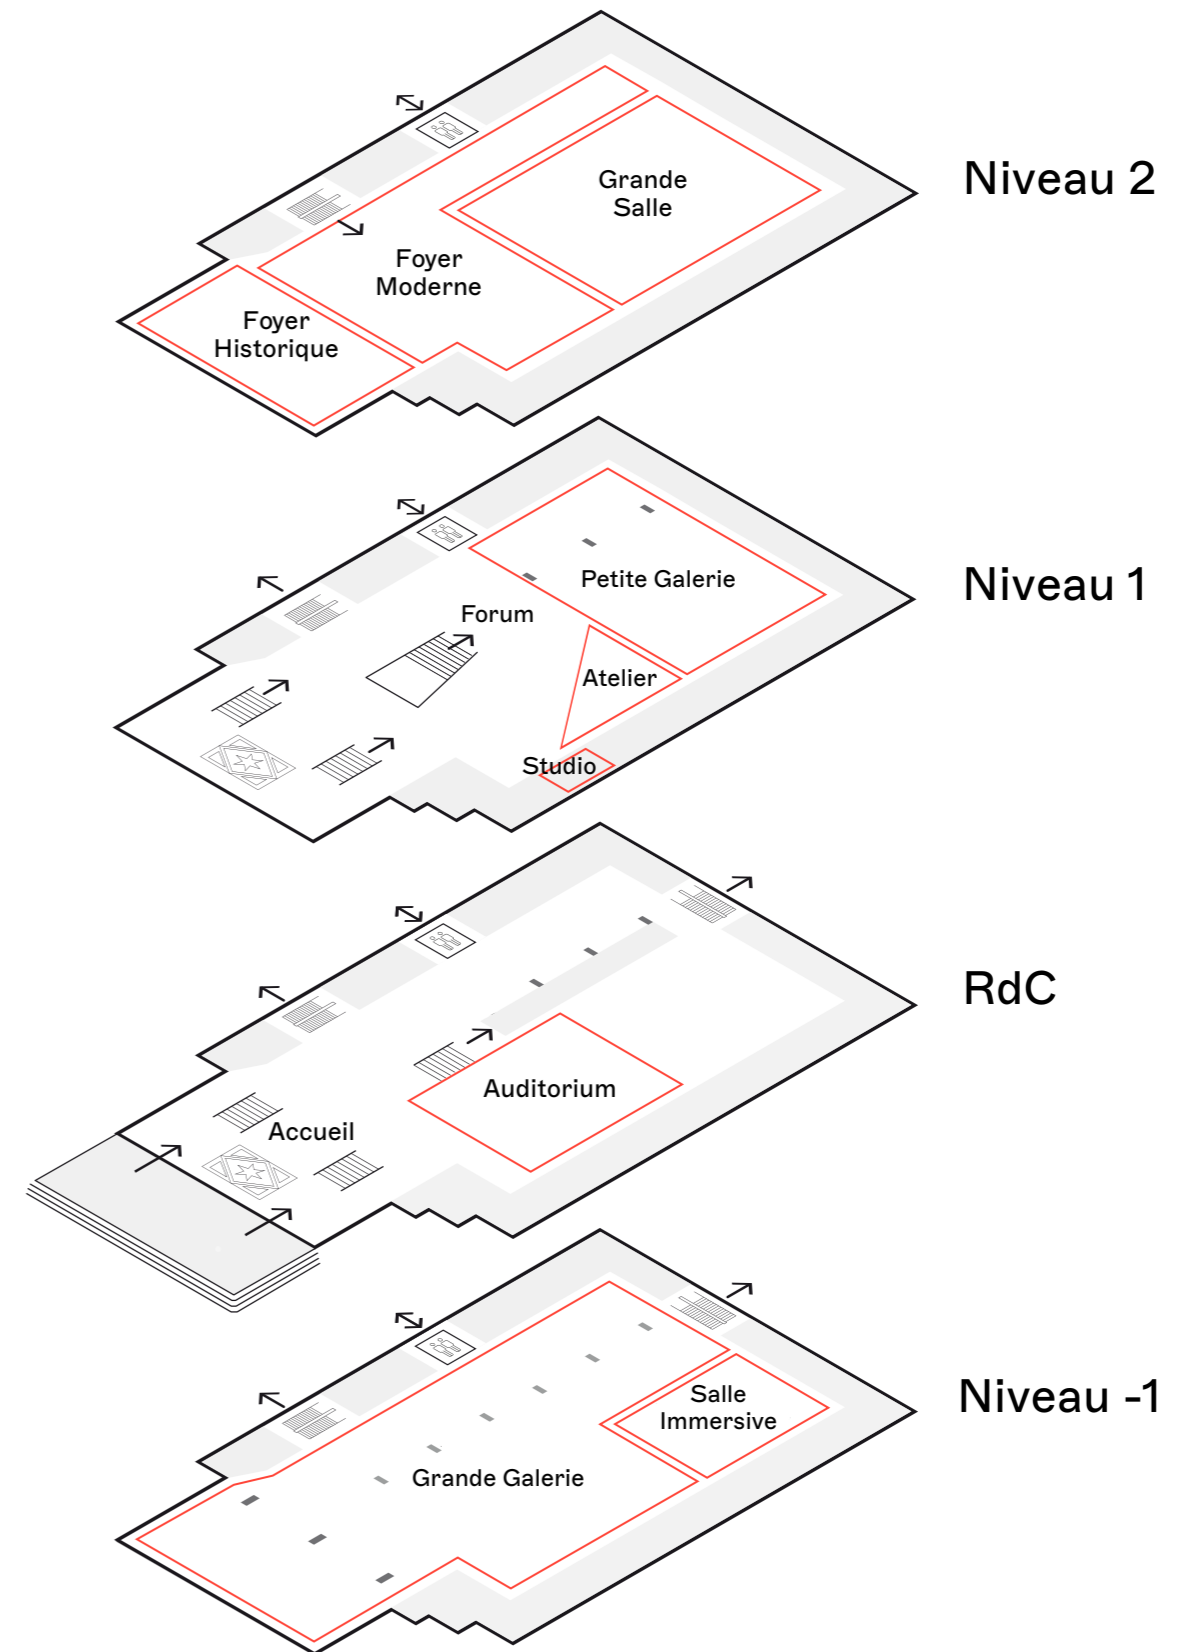 Niveau 2
Grande
Salle
Foyer
Moderne
Foyer
Historique
Niveau 1
Petite Galerie
Forum
Atelier
Studio
RdC
Auditorium
Accueil
Niveau -1
Salle
Immersive
Grande Galerie